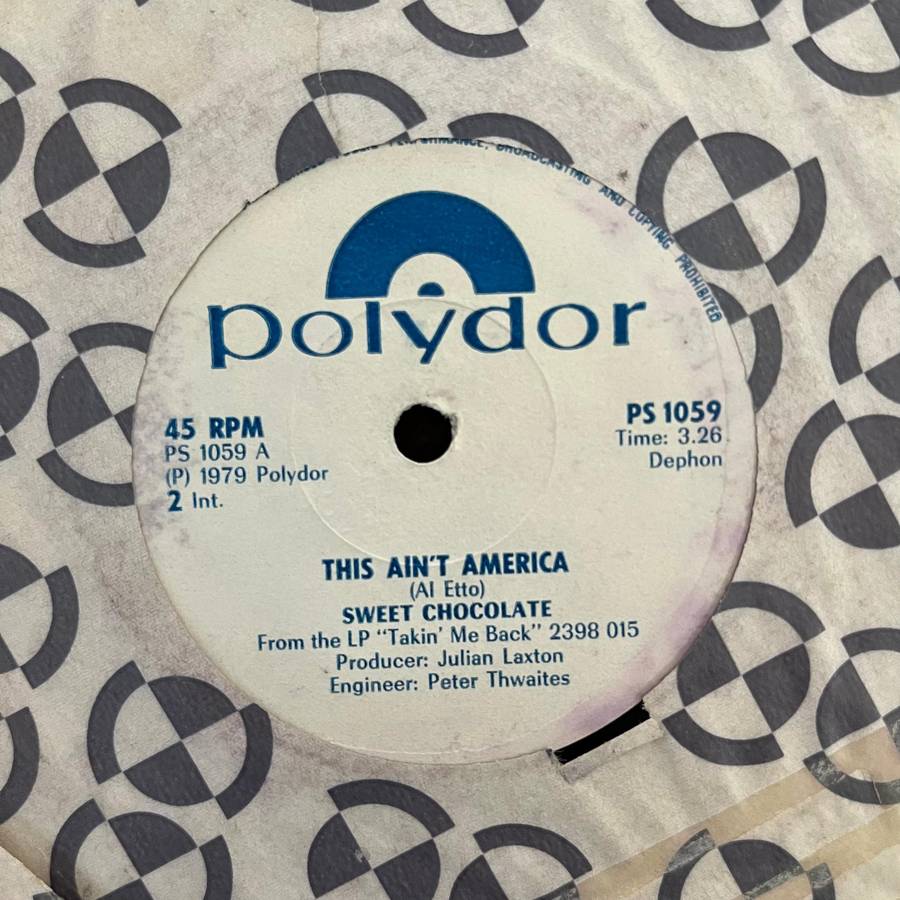 PERFORMANCE, BROADCASTING AND COPYING PROHIBITED
polydor
45 RPM
PS 1059 A
(P) 1979 Polydor
2 Int.
PS 1059
Time: 3.26
Dephon
THIS AIN'T AMERICA
(Al Etto)
SWEET CHOCOLATE
From the LP "Takin' Me Back" 2398 015
Producer: Julian Laxton
Engineer: Peter Thwaites